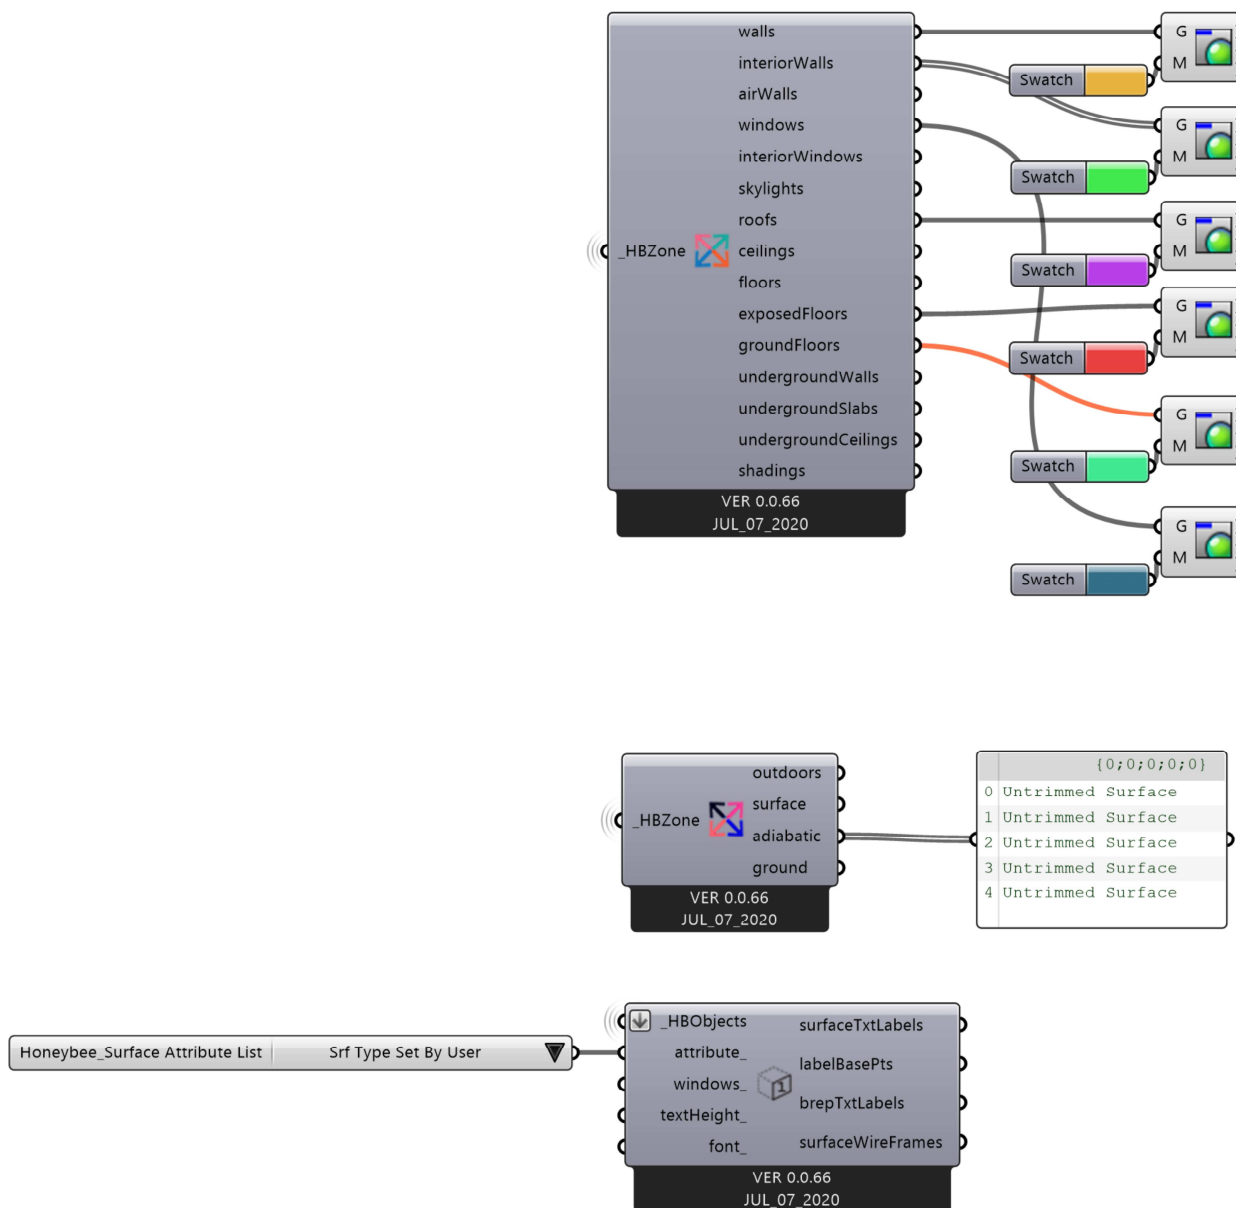 walls
G
interiorWalls
M
Swatch
airWalls
windows
G
interiorWindows
M
Swatch
skylights
roofs
G
_HBZone
ceilings
M
Swatch
floors
exposedFloors
G
groundFloors
M
Swatch
undergroundWalls
undergroundSlabs
G
undergroundCeilings
M
Swatch
shadings
VER 0.0.66
JUL_07_2020
G
M
Swatch
_HBZone
outdoors
surface
adiabatic
ground
VER 0.0.66
JUL_07_2020
{0;0;0;0;0}
0 Untrimmed Surface
1 Untrimmed Surface
2 Untrimmed Surface
3 Untrimmed Surface
4 Untrimmed Surface
Honeybee_Surface Attribute List
Srf Type Set By User
_HBObjects
attribute_
windows_
textHeight_
font_
1
surfaceTxtLabels
labelBasePts
brepTxtLabels
surfaceWireFrames
VER 0.0.66
JUL_07_2020